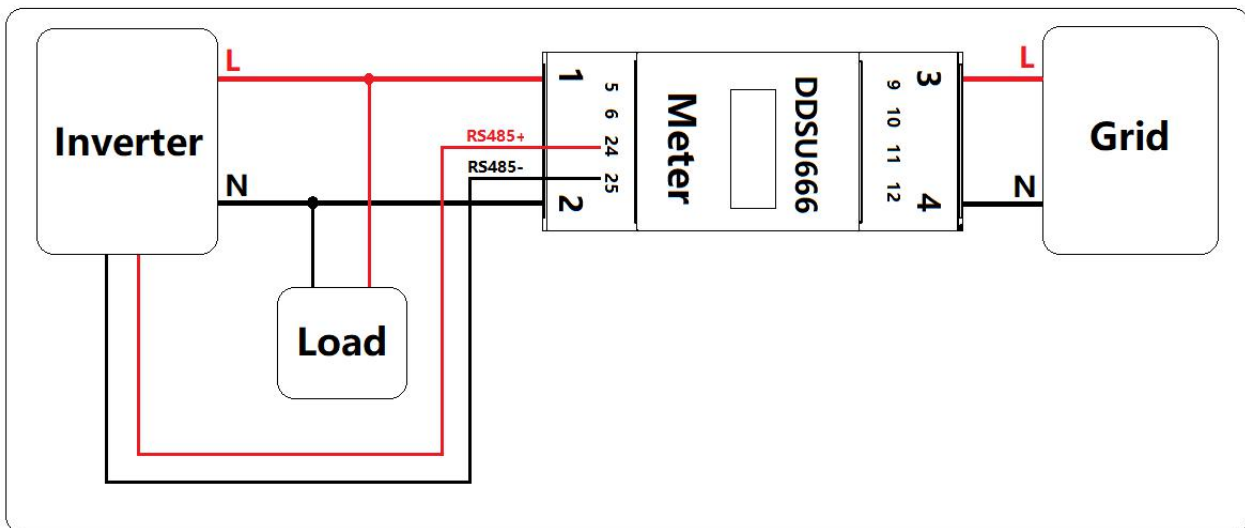 Inverter
L
N
RS485+
RS485-
1
2
5
6
24
25
Meter
DDSU666
9
10
11
12
3
4
L
N
Grid
Load